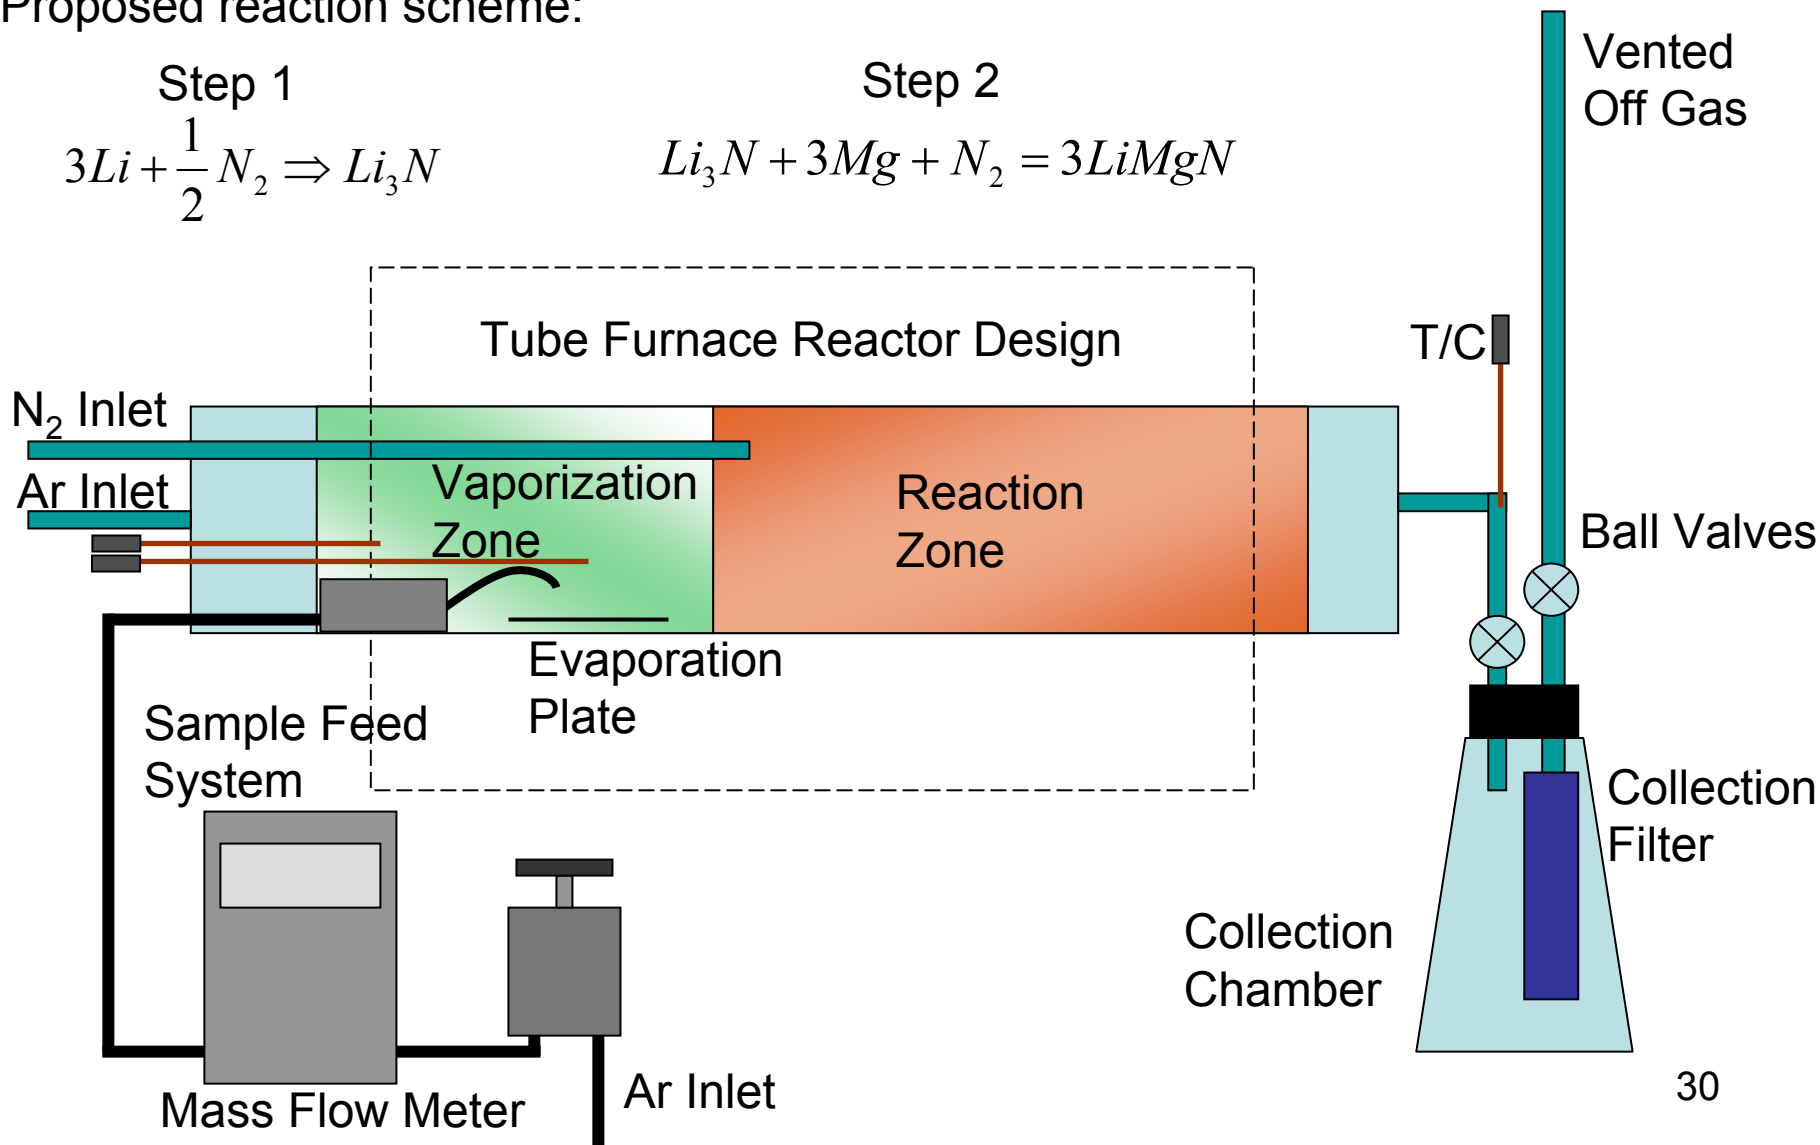 Proposed reaction scheme:
Step 1
3Li + 1/2 N₂ ⇒ Li₃N
Step 2
Li₃N + 3Mg + N₂ = 3LiMgN
Vented
Off Gas
Tube Furnace Reactor Design
T/C
N₂ Inlet
Ar Inlet
Vaporization
Zone
Reaction
Zone
Ball Valves
Evaporation
Plate
Sample Feed
System
Collection
Filter
Collection
Chamber
Mass Flow Meter
Ar Inlet
30